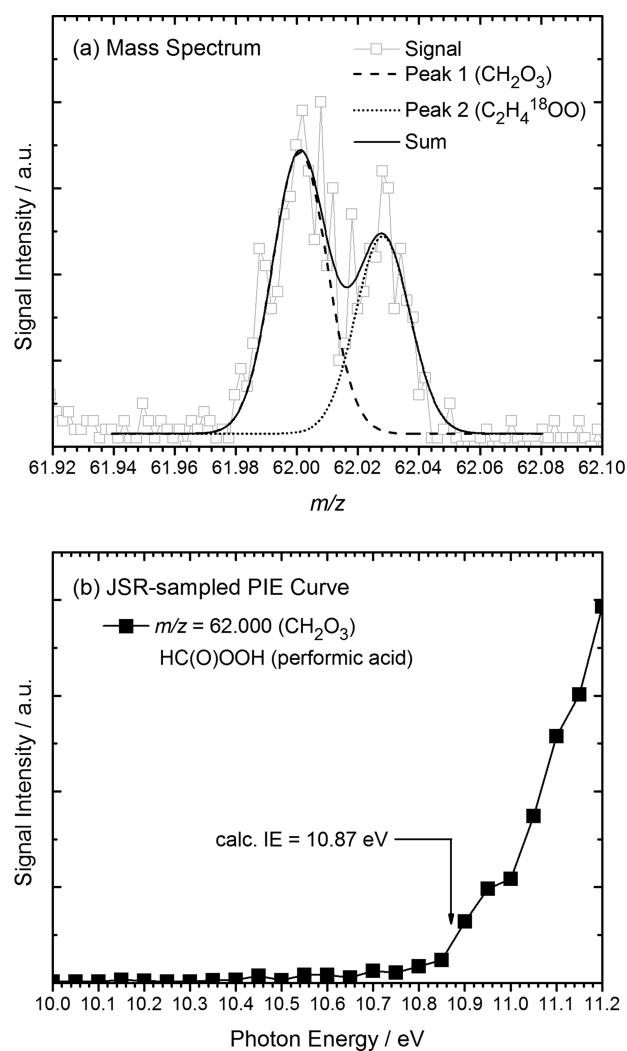 (a) Mass Spectrum
Signal
Peak 1 (CH₂O₃)
Peak 2 (C₂H₄¹⁸OO)
Sum
Signal Intensity / a.u.
61.92 61.94 61.96 61.98 62.00 62.02 62.04 62.06 62.08 62.10
m/z
(b) JSR-sampled PIE Curve
m/z = 62.000 (CH₂O₃)
HC(O)OOH (performic acid)
Signal Intensity / a.u.
calc. IE = 10.87 eV
10.0 10.1 10.2 10.3 10.4 10.5 10.6 10.7 10.8 10.9 11.0 11.1 11.2
Photon Energy / eV